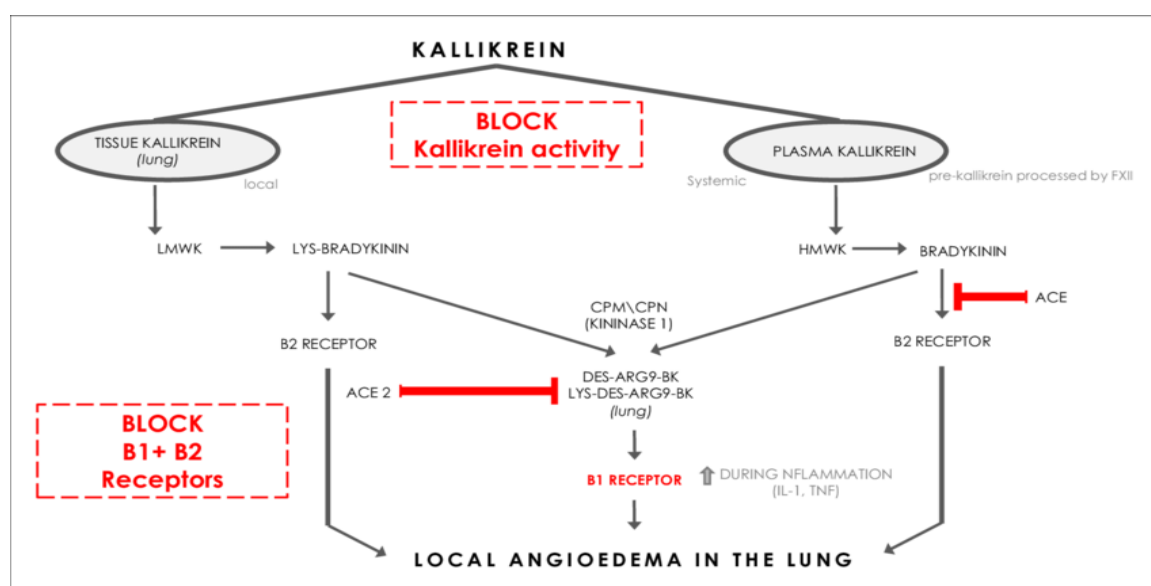 KALLIKREIN
BLOCK
Kallikrein activity
TISSUE KALLIKREIN
(lung)
local
PLASMA KALLIKREIN
Systemic
pre-kallikrein processed by FXII
LMWK
LYS-BRADYKININ
HMWK
BRADYKININ
CPM\CPN
(KININASE 1)
ACE
B2 RECEPTOR
B2 RECEPTOR
ACE 2
DES-ARG9-BK
LYS-DES-ARG9-BK
(lung)
BLOCK
B1+ B2
Receptors
B1 RECEPTOR
DURING NFLAMMATION
(IL-1, TNF)
LOCAL ANGIOEDEMA IN THE LUNG